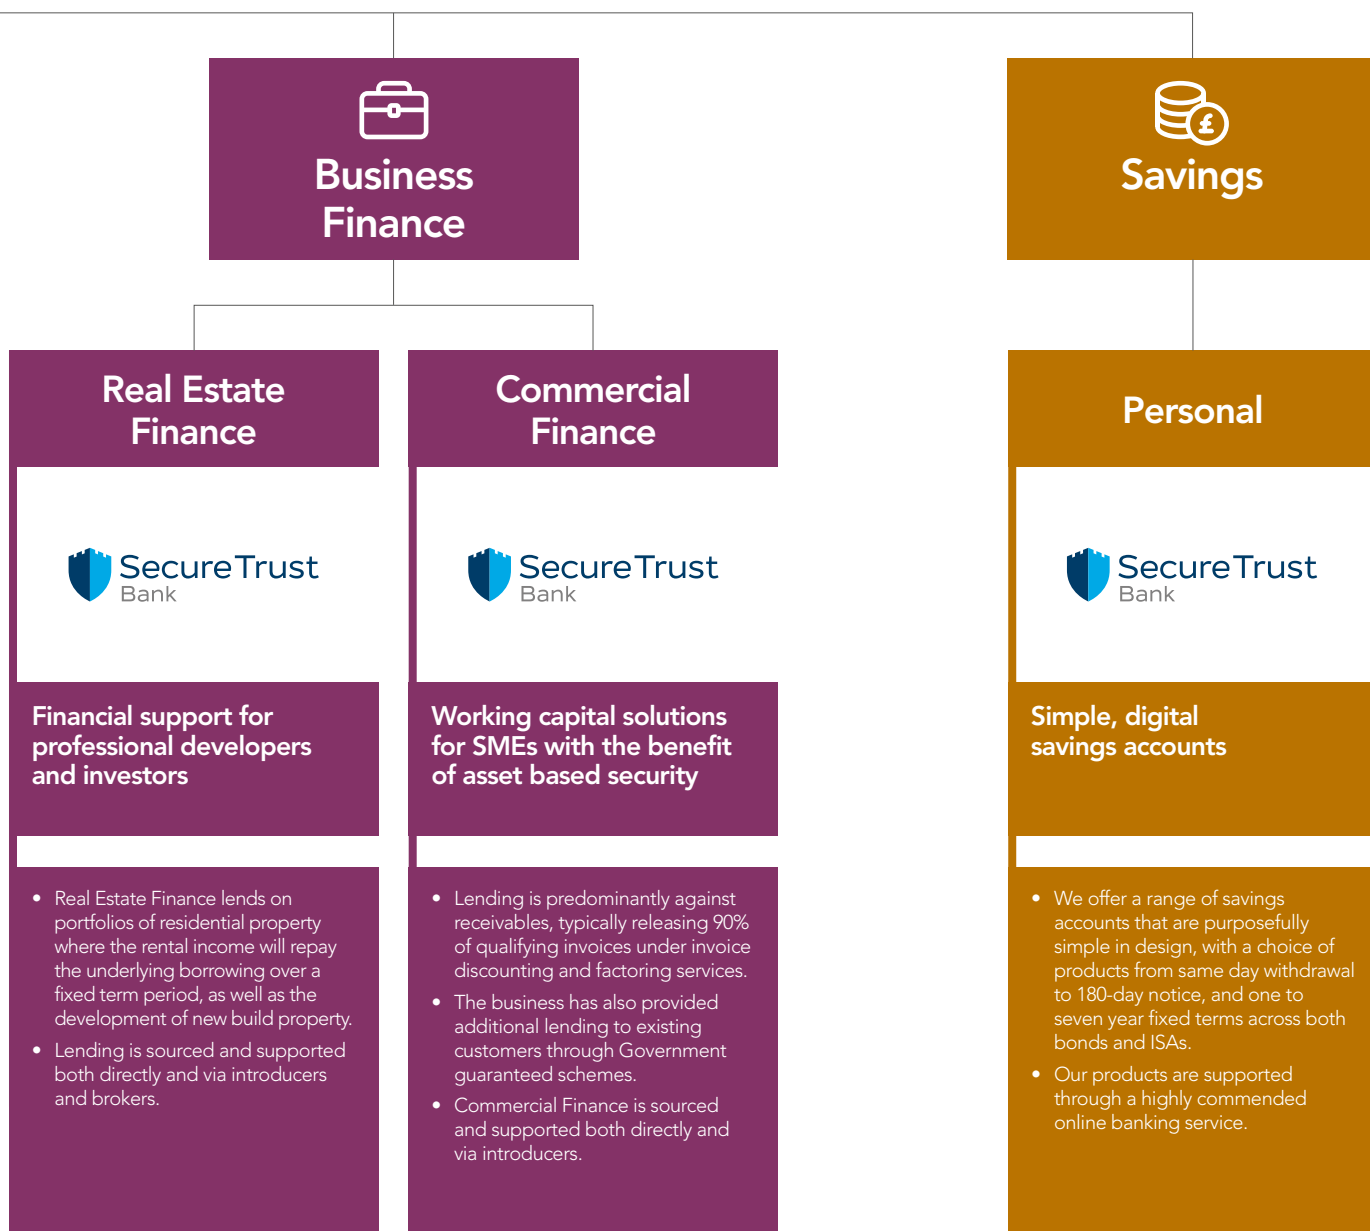 Business
Finance
Savings
Real Estate
Finance
SecureTrust
Bank
Financial support for
professional developers
and investors
• Real Estate Finance lends on
portfolios of residential property
where the rental income will repay
the underlying borrowing over a
fixed term period, as well as the
development of new build property.
• Lending is sourced and supported
both directly and via introducers
and brokers.
Commercial
Finance
SecureTrust
Bank
Working capital solutions
for SMEs with the benefit
of asset based security
• Lending is predominantly against
receivables, typically releasing 90%
of qualifying invoices under invoice
discounting and factoring services.
• The business has also provided
additional lending to existing
customers through Government
guaranteed schemes.
• Commercial Finance is sourced
and supported both directly and
via introducers.
Personal
SecureTrust
Bank
Simple, digital
savings accounts
• We offer a range of savings
accounts that are purposefully
simple in design, with a choice of
products from same day withdrawal
to 180-day notice, and one to
seven year fixed terms across both
bonds and ISAs.
• Our products are supported
through a highly commended
online banking service.